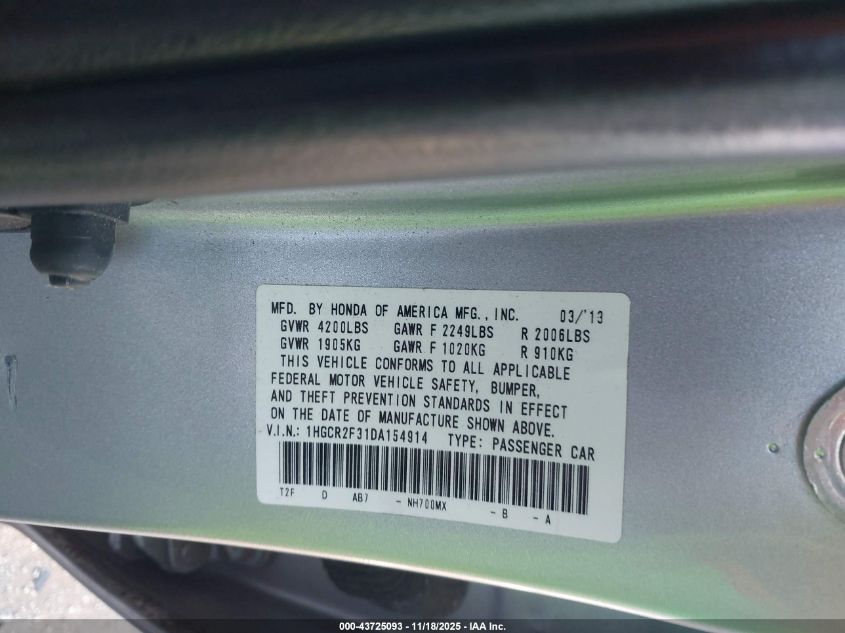 MFD. BY HONDA OF AMERICA MFG., INC. 03/'13
GVWR 4200LBS GAWR F 2249LBS R 2006LBS
GVWR 1905KG GAWR F 1020KG R 910KG
THIS VEHICLE CONFORMS TO ALL APPLICABLE
FEDERAL MOTOR VEHICLE SAFETY, BUMPER,
AND THEFT PREVENTION STANDARDS IN EFFECT
ON THE DATE OF MANUFACTURE SHOWN ABOVE.
V.I.N.: 1HGCR2F31DA154914 TYPE: PASSENGER CAR
T2F D AB7 - NH700MX - B - A
000-43725093 - 11/18/2025 - IAA Inc.